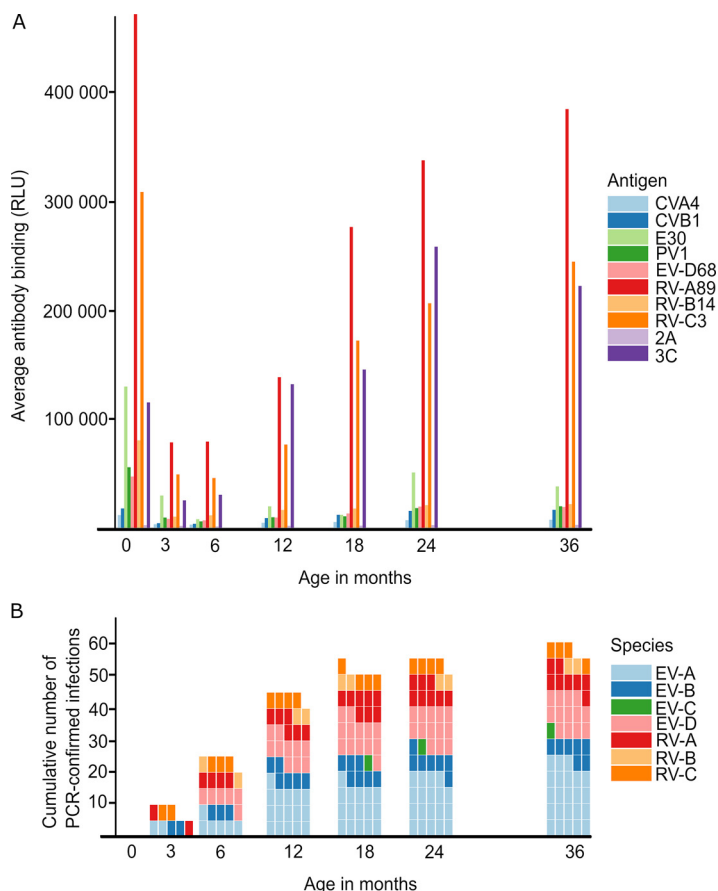 A
400 000
300 000
200 000
100 000
Average antibody binding (RLU)
0 3 6 12 18 24 36
Age in months
Antigen
CVA4
CVB1
E30
PV1
EV-D68
RV-A89
RV-B14
RV-C3
2A
3C
B
60
50
40
30
20
10
Cumulative number of
PCR-confirmed infections
0 3 6 12 18 24 36
Age in months
Species
EV-A
EV-B
EV-C
EV-D
RV-A
RV-B
RV-C